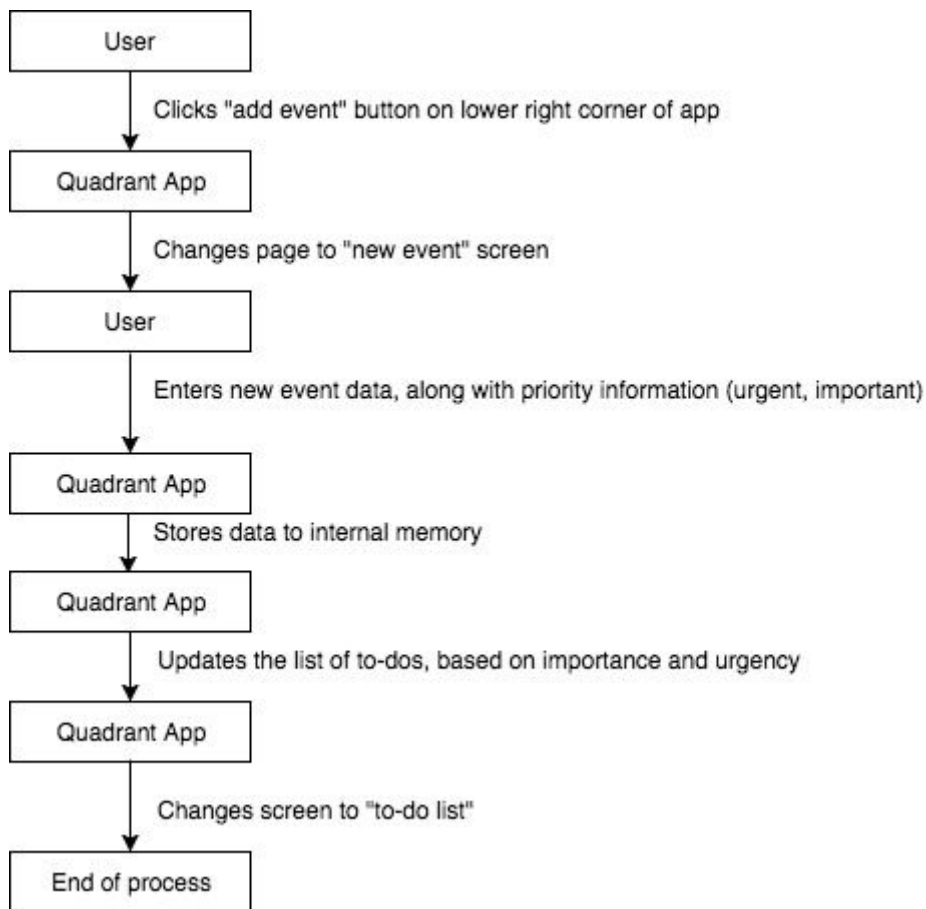 User
Clicks "add event" button on lower right corner of app
Quadrant App
Changes page to "new event" screen
User
Enters new event data, along with priority information (urgent, important)
Quadrant App
Stores data to internal memory
Quadrant App
Updates the list of to-dos, based on importance and urgency
Quadrant App
Changes screen to "to-do list"
End of process